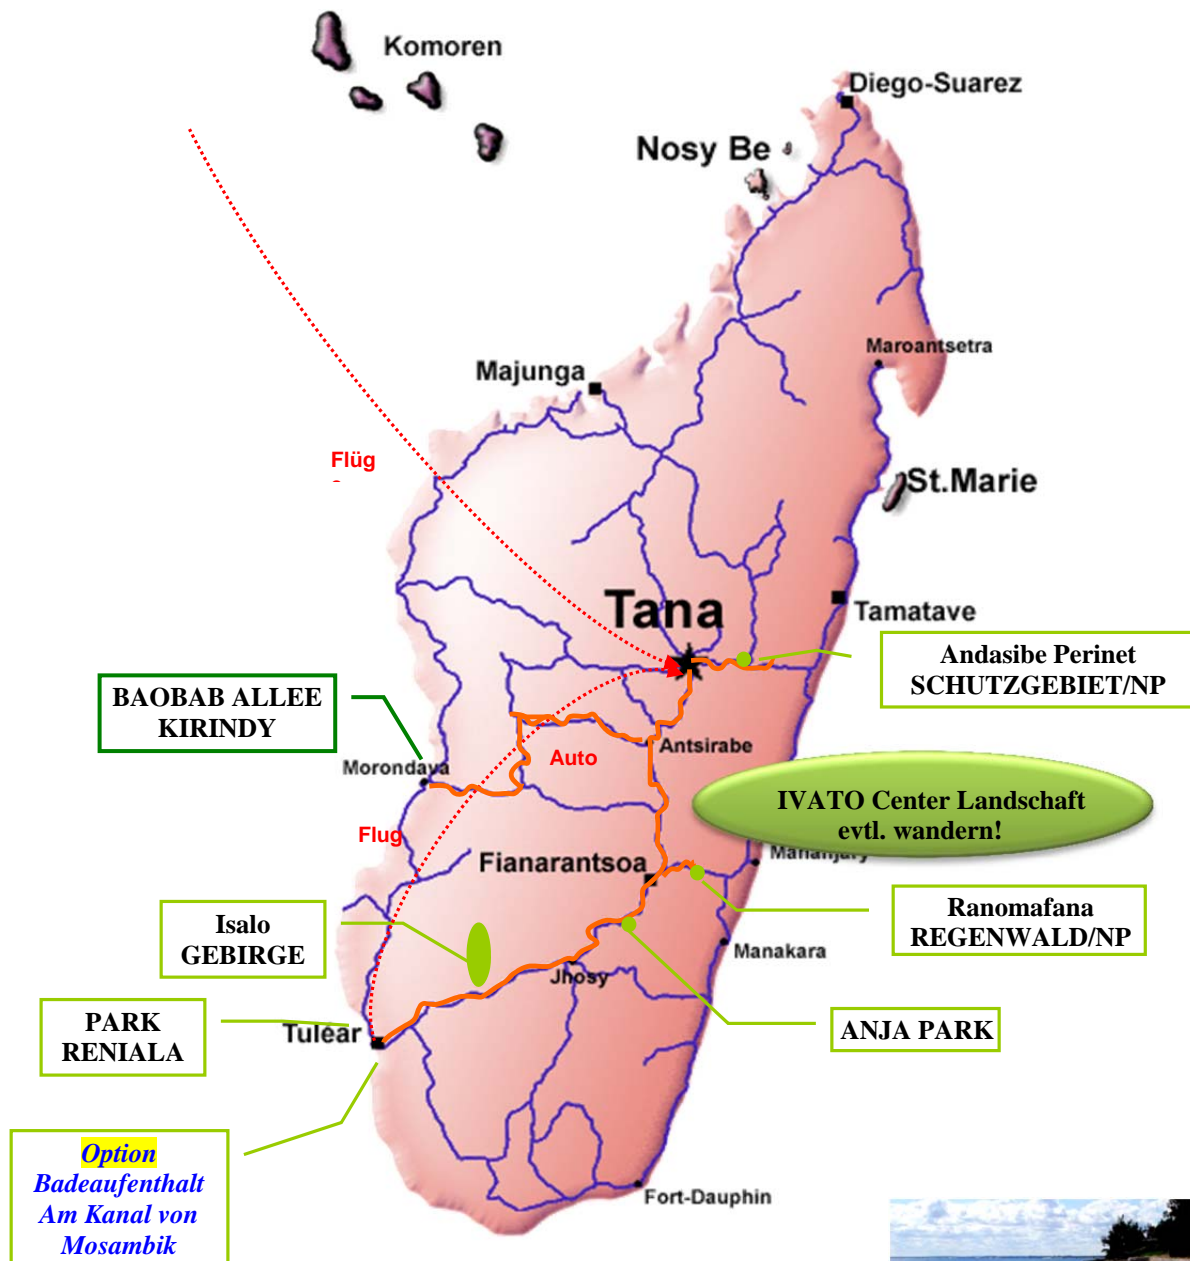 Komoren
Diego-Suarez
Nosy Be
Maroantsetra
Majunga
Flüg
St.Marie
Tana
Tamatave
Andasibe Perinet
SCHUTZGEBIET/NP
BAOBAB ALLEE
KIRINDY
Antsirabe
Auto
Morondava
IVATO Center Landschaft
evtl. wandern!
Flug
Fianarantsoa
Mananjary
Isalo
GEBIRGE
Ranomafana
REGENWALD/NP
Manakara
Jhosy
PARK
RENIALA
Tuléar
ANJA PARK
Option
Badeaufenthalt
Am Kanal von
Mosambik
Fort-Dauphin